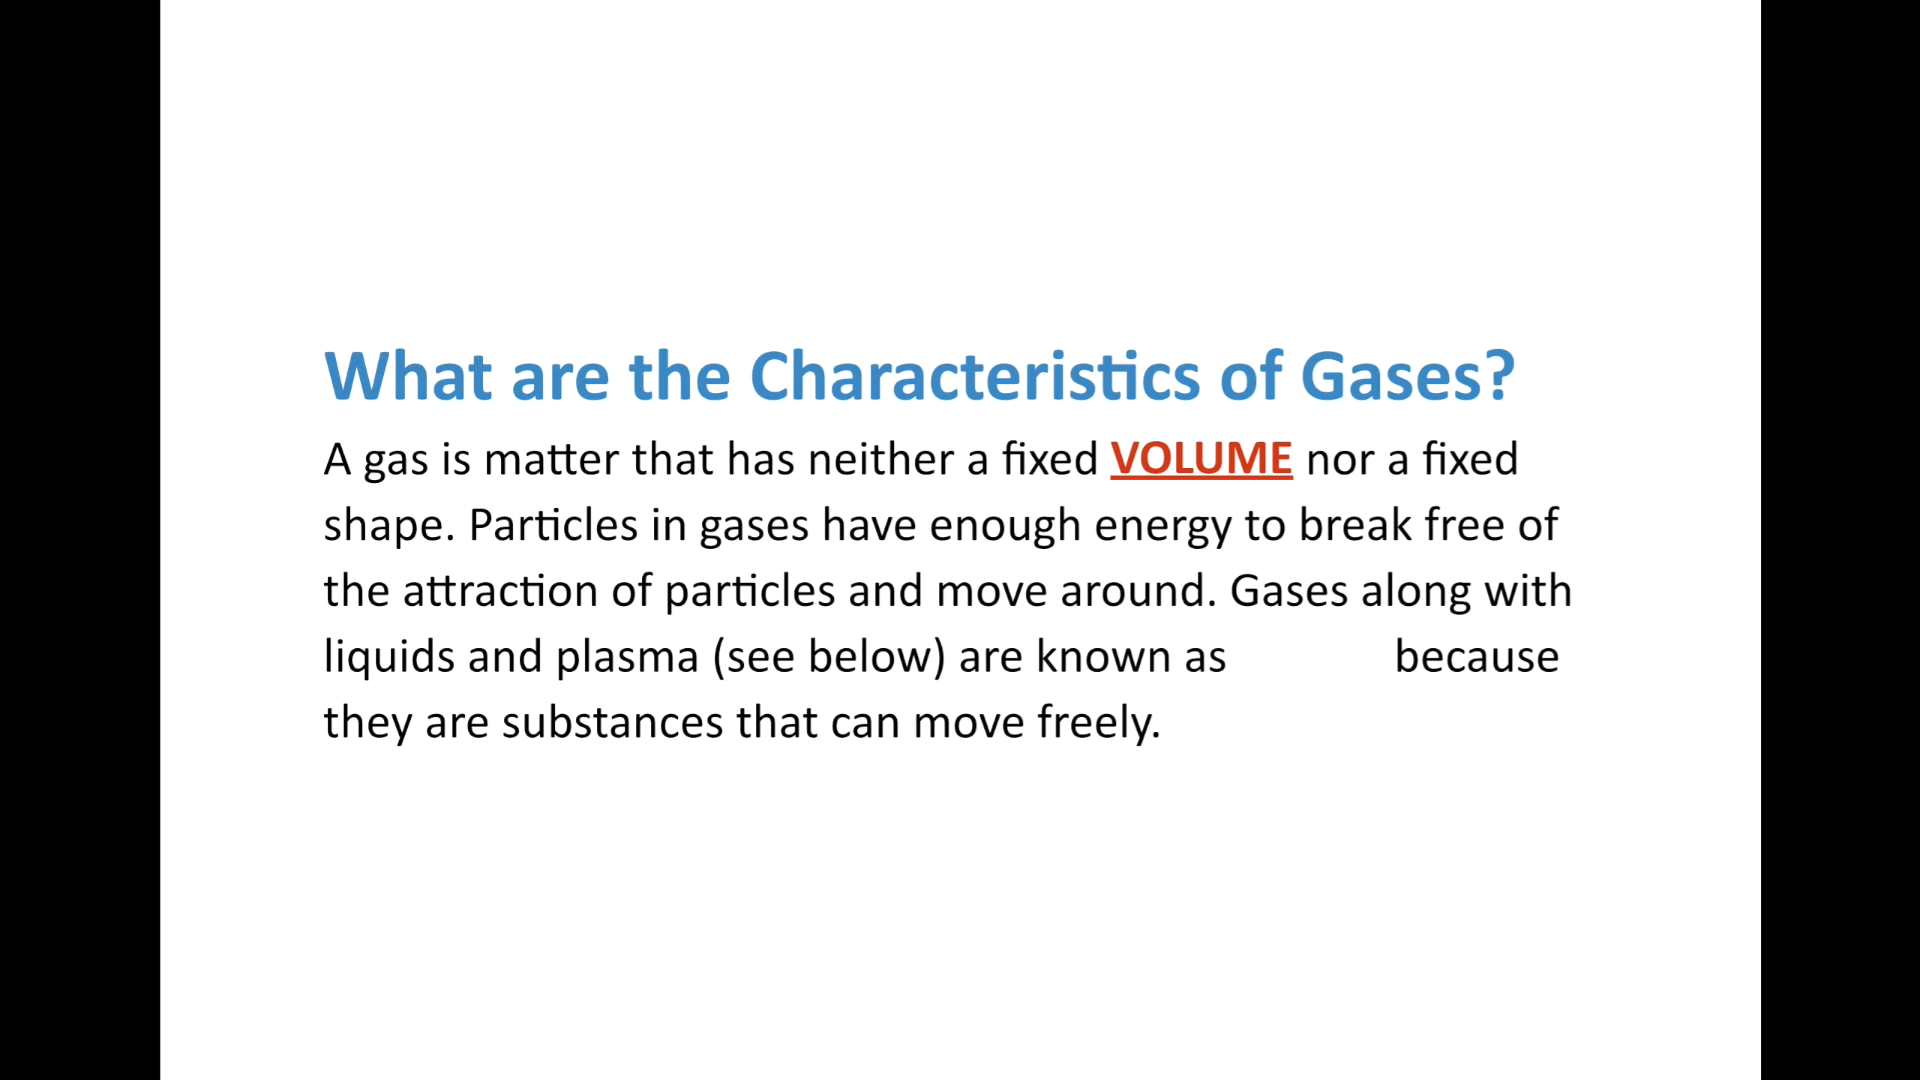 What are the Characteristics of Gases?
A gas is matter that has neither a fixed VOLUME nor a fixed
shape. Particles in gases have enough energy to break free of
the attraction of particles and move around. Gases along with
liquids and plasma (see below) are known as because
they are substances that can move freely.